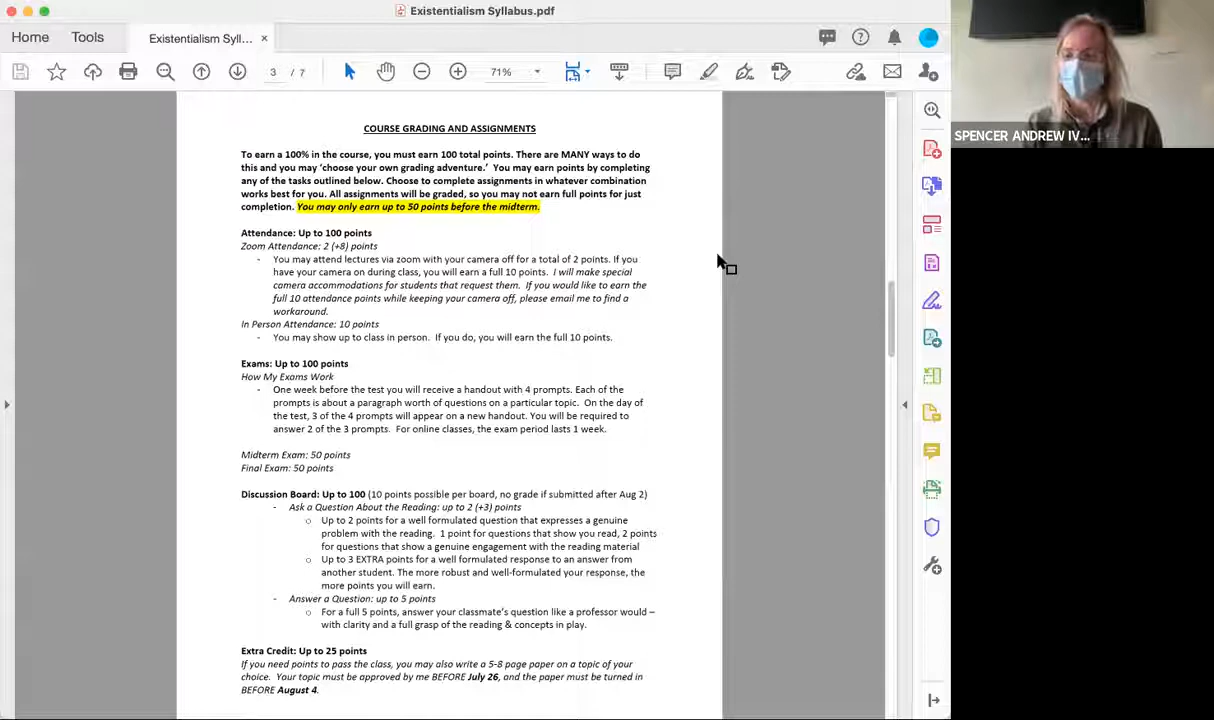 Existentialism Syllabus.pdf
Home
Tools
Existentialism Syll...
×
3 / 7
71%
SPENCER ANDREW IV...
COURSE GRADING AND ASSIGNMENTS
To earn a 100% in the course, you must earn 100 total points. There are MANY ways to do
this and you may ‘choose your own grading adventure.’ You may earn points by completing
any of the tasks outlined below. Choose to complete assignments in whatever combination
works best for you. All assignments will be graded, so you may not earn full points for just
completion. You may only earn up to 50 points before the midterm.
Attendance: Up to 100 points
Zoom Attendance: 2 (+8) points
- You may attend lectures via zoom with your camera off for a total of 2 points. If you
have your camera on during class, you will earn a full 10 points. I will make special
camera accommodations for students that request them. If you would like to earn the
full 10 attendance points while keeping your camera off, please email me to find a
workaround.
In Person Attendance: 10 points
- You may show up to class in person. If you do, you will earn the full 10 points.
Exams: Up to 100 points
How My Exams Work
- One week before the test you will receive a handout with 4 prompts. Each of the
prompts is about a paragraph worth of questions on a particular topic. On the day of
the test, 3 of the 4 prompts will appear on a new handout. You will be required to
answer 2 of the 3 prompts. For online classes, the exam period lasts 1 week.
Midterm Exam: 50 points
Final Exam: 50 points
Discussion Board: Up to 100 (10 points possible per board, no grade if submitted after Aug 2)
- Ask a Question About the Reading: up to 2 (+3) points
o Up to 2 points for a well formulated question that expresses a genuine
problem with the reading. 1 point for questions that show you read, 2 points
for questions that show a genuine engagement with the reading material
o Up to 3 EXTRA points for a well formulated response to an answer from
another student. The more robust and well-formulated your response, the
more points you will earn.
- Answer a Question: up to 5 points
o For a full 5 points, answer your classmate’s question like a professor would –
with clarity and a full grasp of the reading & concepts in play.
Extra Credit: Up to 25 points
If you need points to pass the class, you may also write a 5-8 page paper on a topic of your
choice. Your topic must be approved by me BEFORE July 26, and the paper must be turned in
BEFORE August 4.